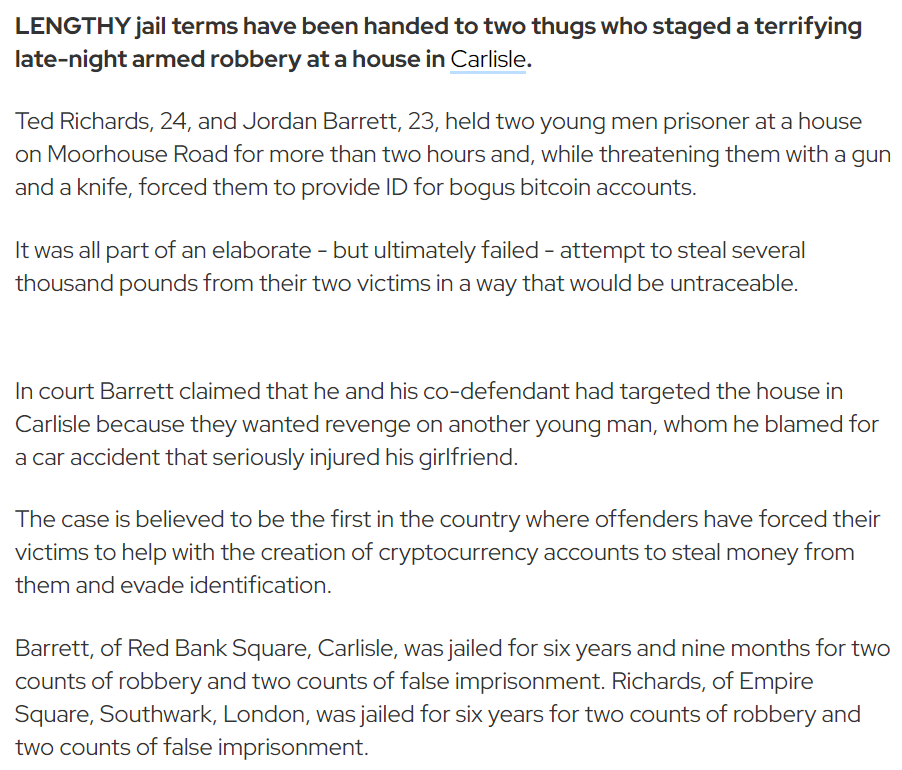 LENGTHY jail terms have been handed to two thugs who staged a terrifying
late-night armed robbery at a house in Carlisle.
Ted Richards, 24, and Jordan Barrett, 23, held two young men prisoner at a house
on Moorhouse Road for more than two hours and, while threatening them with a gun
and a knife, forced them to provide ID for bogus bitcoin accounts.
It was all part of an elaborate - but ultimately failed - attempt to steal several
thousand pounds from their two victims in a way that would be untraceable.
In court Barrett claimed that he and his co-defendant had targeted the house in
Carlisle because they wanted revenge on another young man, whom he blamed for
a car accident that seriously injured his girlfriend.
The case is believed to be the first in the country where offenders have forced their
victims to help with the creation of cryptocurrency accounts to steal money from
them and evade identification.
Barrett, of Red Bank Square, Carlisle, was jailed for six years and nine months for two
counts of robbery and two counts of false imprisonment. Richards, of Empire
Square, Southwark, London, was jailed for six years for two counts of robbery and
two counts of false imprisonment.